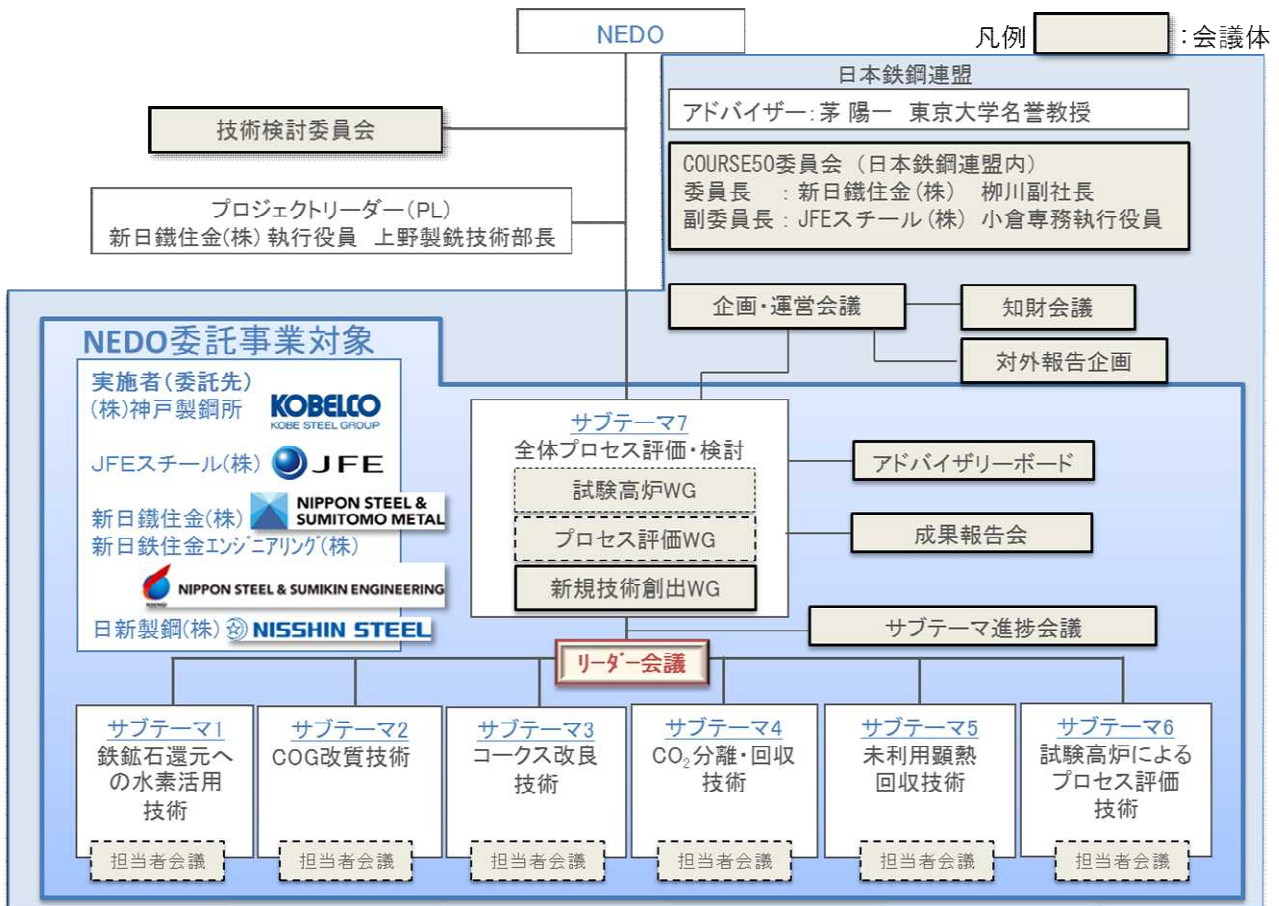 NEDO
凡例
:会議体
日本鉄鋼連盟
アドバイザー:茅 陽一 東京大学名誉教授
技術検討委員会
COURSE50委員会 (日本鉄鋼連盟内)
委員長 :新日鐵住金(株) 栁川副社長
副委員長:JFEスチール(株) 小倉専務執行役員
プロジェクトリーダー(PL)
新日鐵住金(株) 執行役員 上野製銑技術部長
企画・運営会議
知財会議
対外報告企画
NEDO委託事業対象
実施者(委託先)
(株)神戸製鋼所
KOBELCO
KOBE STEEL GROUP
JFEスチール(株)
JFE
新日鐵住金(株)
NIPPON STEEL &
SUMITOMO METAL
新日鉄住金エンジニアリング(株)
NIPPON STEEL & SUMIKIN ENGINEERING
日新製鋼(株)
NISSHIN STEEL
サブテーマ7
全体プロセス評価・検討
試験高炉WG
プロセス評価WG
新規技術創出WG
アドバイザリーボード
成果報告会
サブテーマ進捗会議
リーダー会議
サブテーマ1
鉄鉱石還元へ
の水素活用
技術
担当者会議
サブテーマ2
COG改質技術
担当者会議
サブテーマ3
コークス改良
技術
担当者会議
サブテーマ4
CO₂分離・回収
技術
担当者会議
サブテーマ5
未利用顕熱
回収技術
担当者会議
サブテーマ6
試験高炉による
プロセス評価
技術
担当者会議